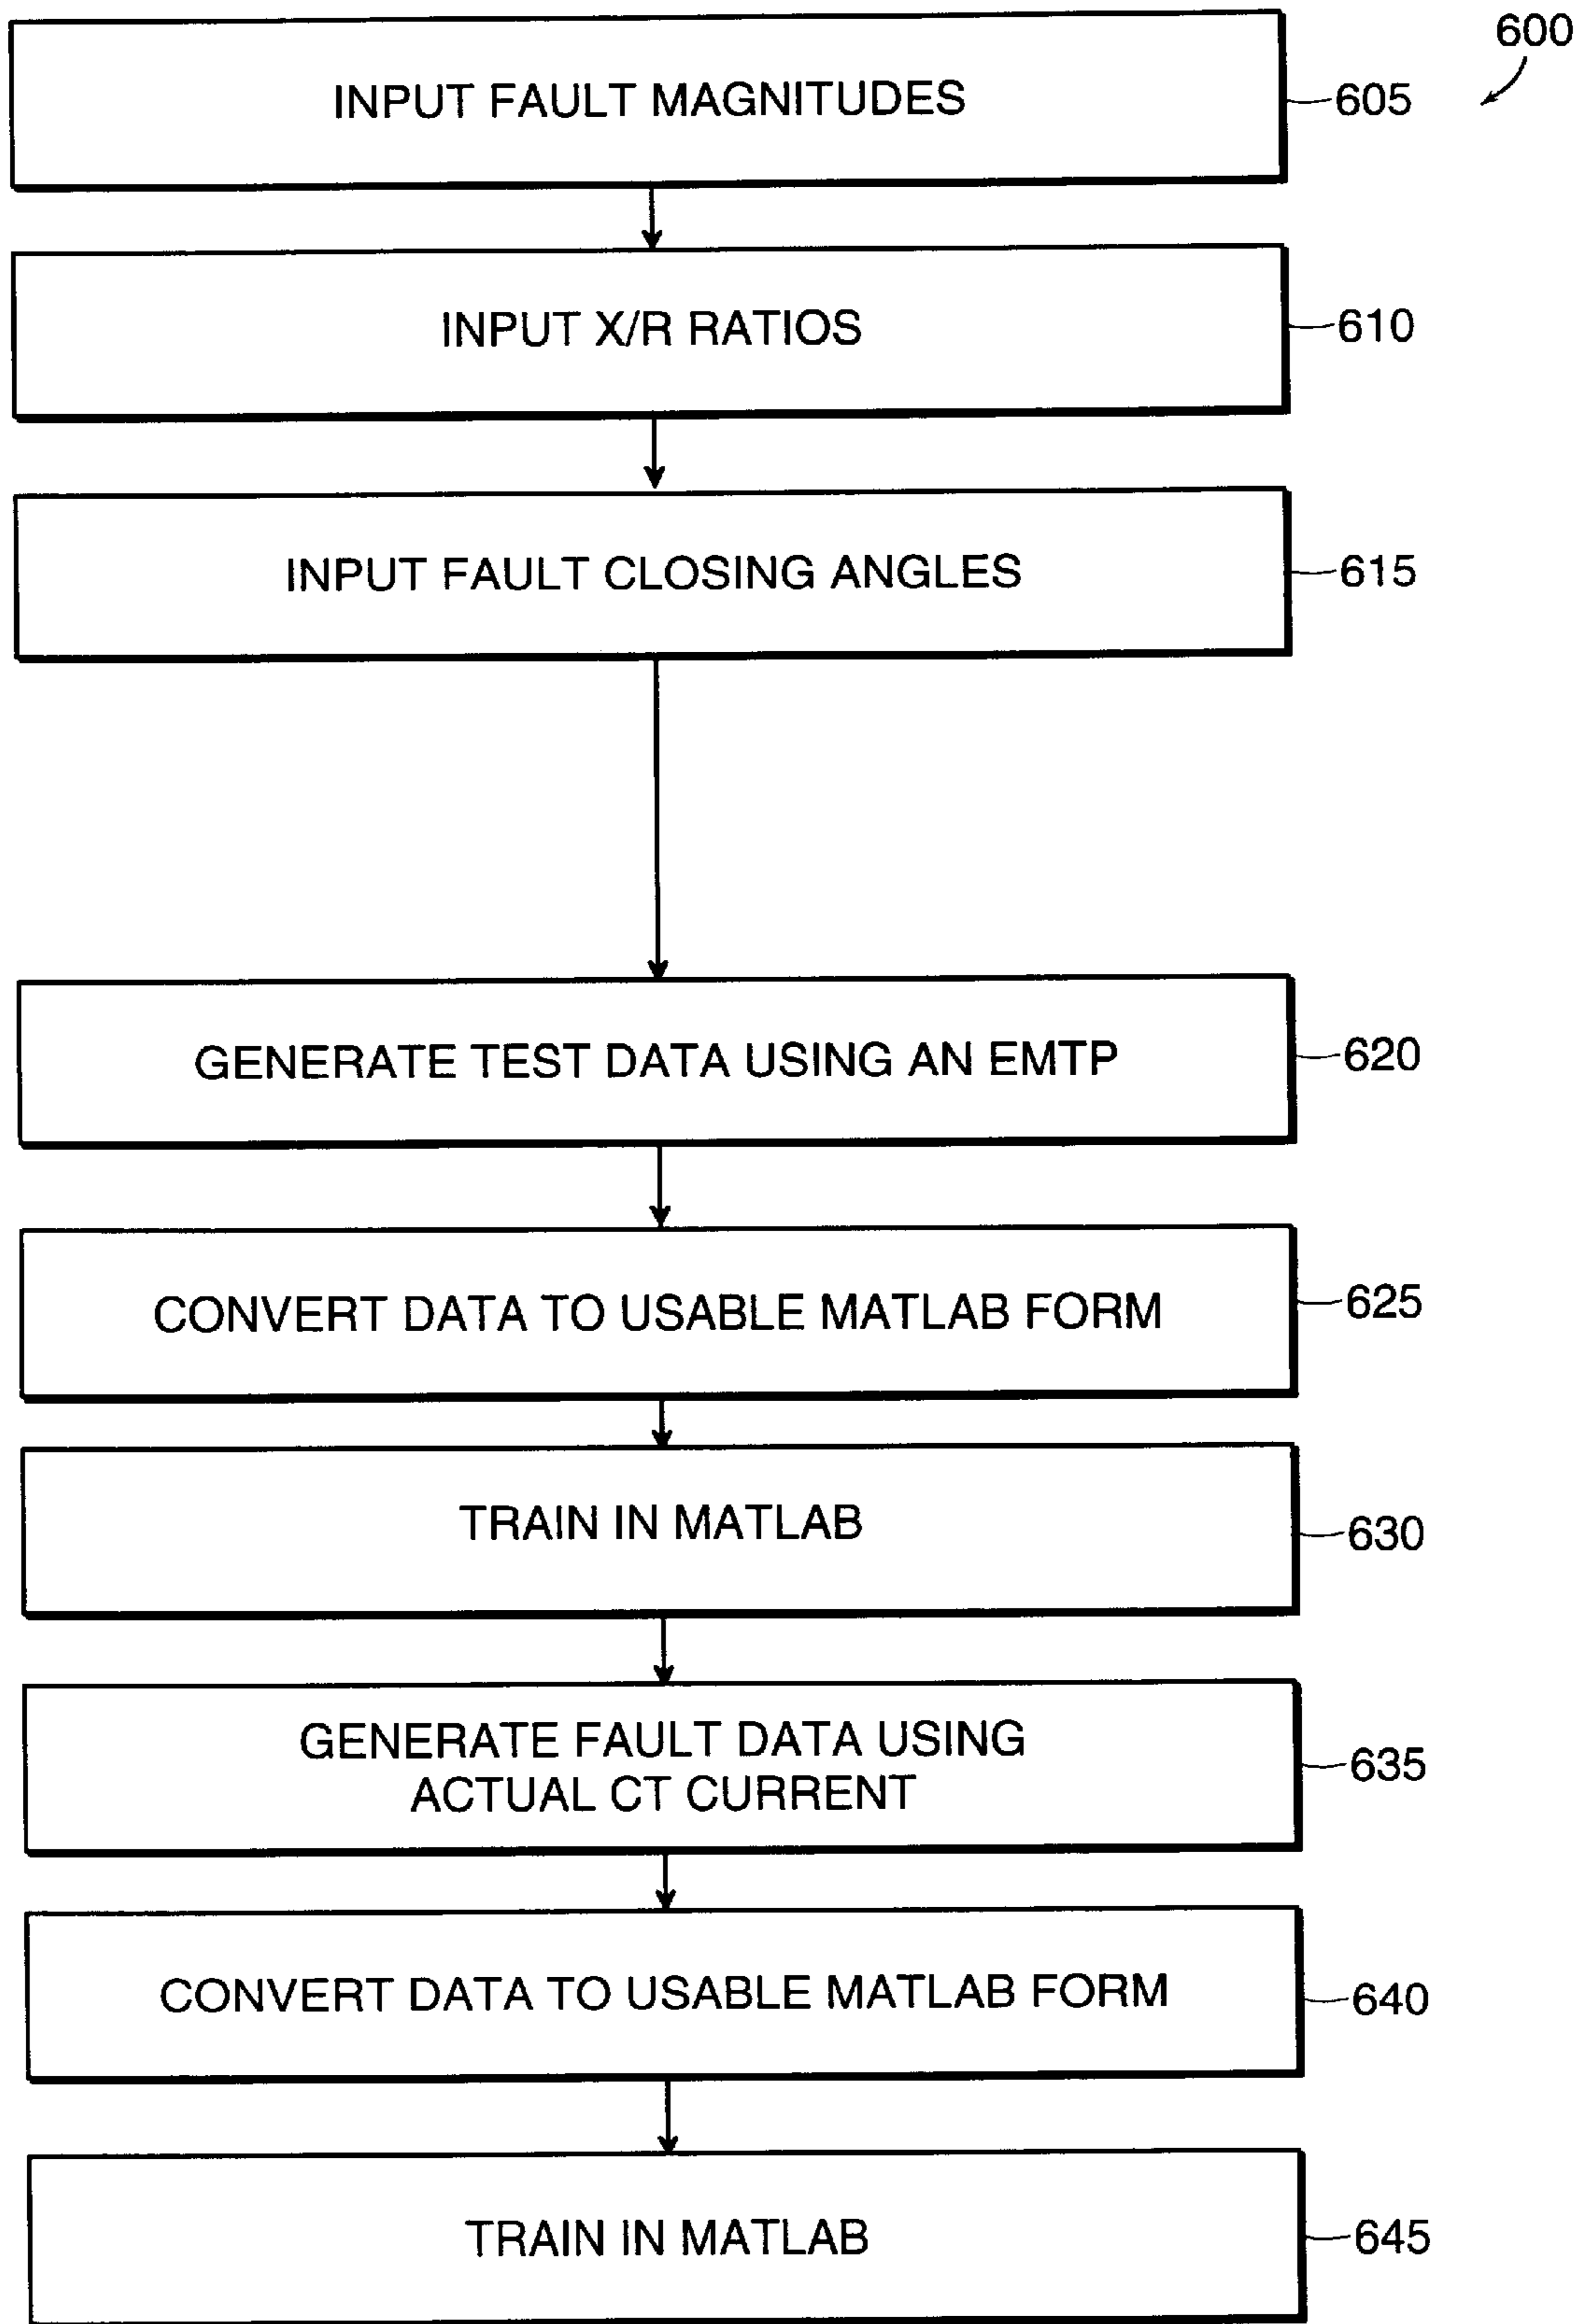 600
INPUT FAULT MAGNITUDES
605
INPUT X/R RATIOS
610
INPUT FAULT CLOSING ANGLES
615
GENERATE TEST DATA USING AN EMTP
620
CONVERT DATA TO USABLE MATLAB FORM
625
TRAIN IN MATLAB
630
GENERATE FAULT DATA USING
ACTUAL CT CURRENT
635
CONVERT DATA TO USABLE MATLAB FORM
640
TRAIN IN MATLAB
645